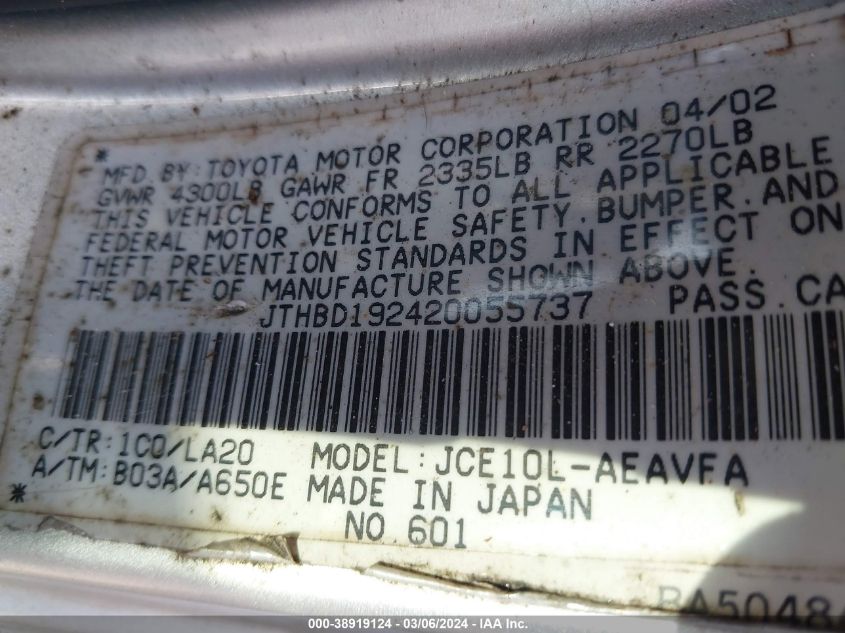 * MFD. BY: TOYOTA MOTOR CORPORATION 04/02
GVWR 4300LB GAWR FR 2335LB RR 2270LB
THIS VEHICLE CONFORMS TO ALL APPLICABLE
FEDERAL MOTOR VEHICLE SAFETY, BUMPER, AND
THEFT PREVENTION STANDARDS IN EFFECT ON
THE DATE OF MANUFACTURE SHOWN ABOVE.
JTHBD192420055737 PASS. CA
C/TR: 1C0/LA20 MODEL: JCE10L-AEAVFA
A/TM: B03A/A650E MADE IN JAPAN
* NO. 601
000-38919124 - 03/06/2024 - IAA Inc.